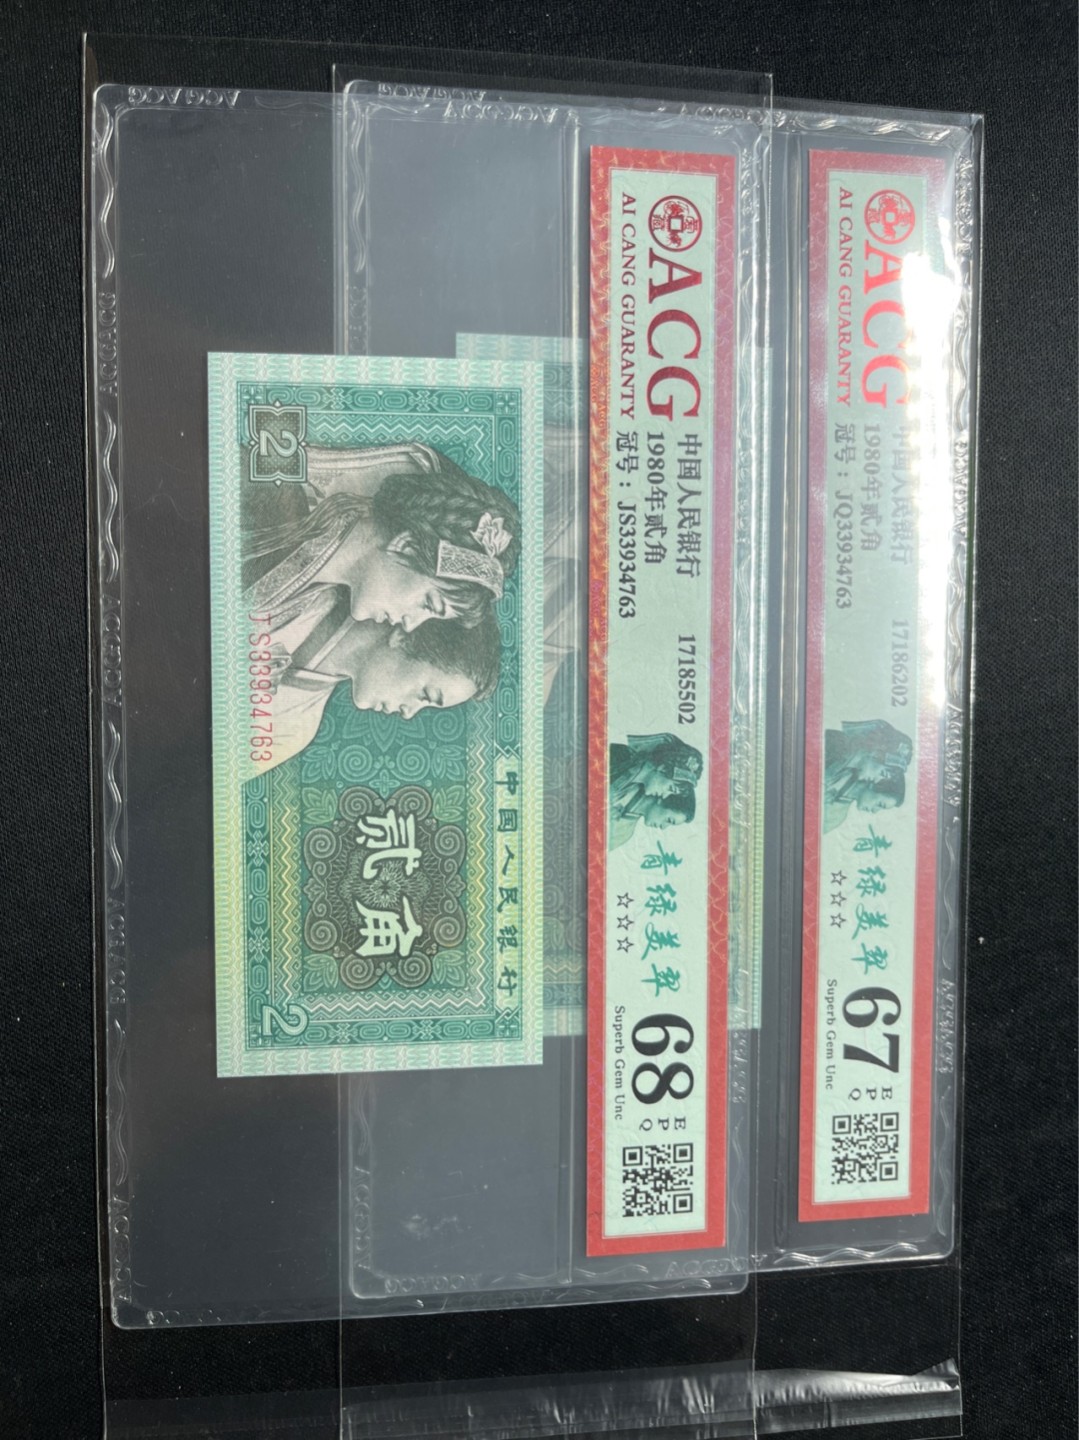 ACG
AI CANG GUARANTY
中国人民银行
1980年贰角
冠号：JS33934763
17185502
青绿美翠
☆☆☆
68
EPQ
Superb Gem Unc
ACG
AI CANG GUARANTY
中国人民银行
1980年贰角
冠号：JQ33934763
17186202
青绿美翠
☆☆☆
67
EPQ
Superb Gem Unc
2
中国人民银行
贰角
JS33934763
2